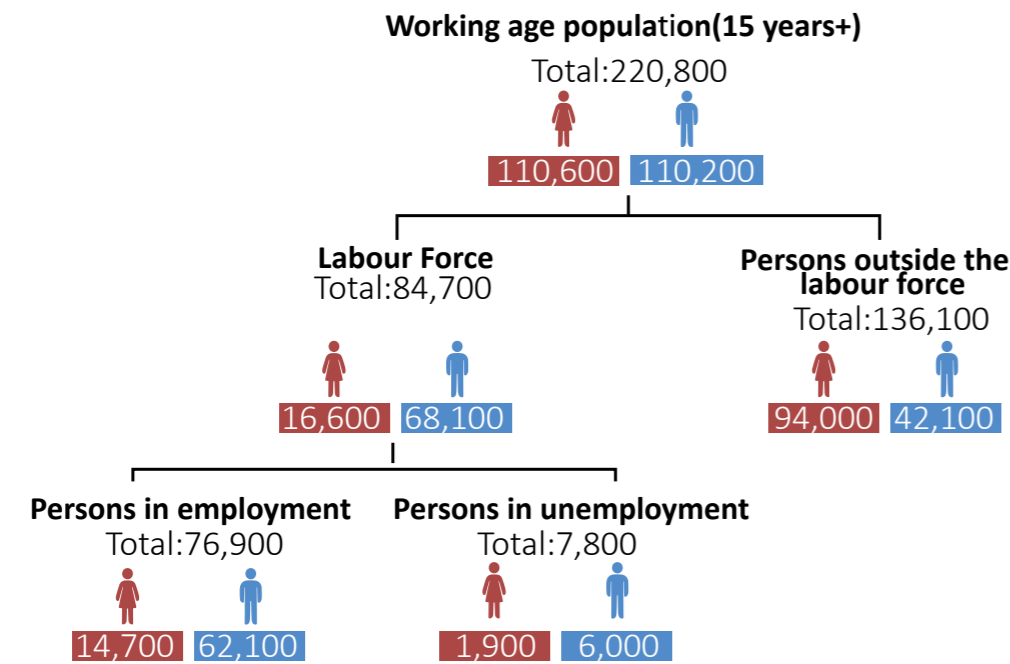 Working age population(15 years+)
Total:220,800
110,600 110,200
Labour Force
Total:84,700
16,600 68,100
Persons outside the
labour force
Total:136,100
94,000 42,100
Persons in employment
Total:76,900
14,700 62,100
Persons in unemployment
Total:7,800
1,900 6,000